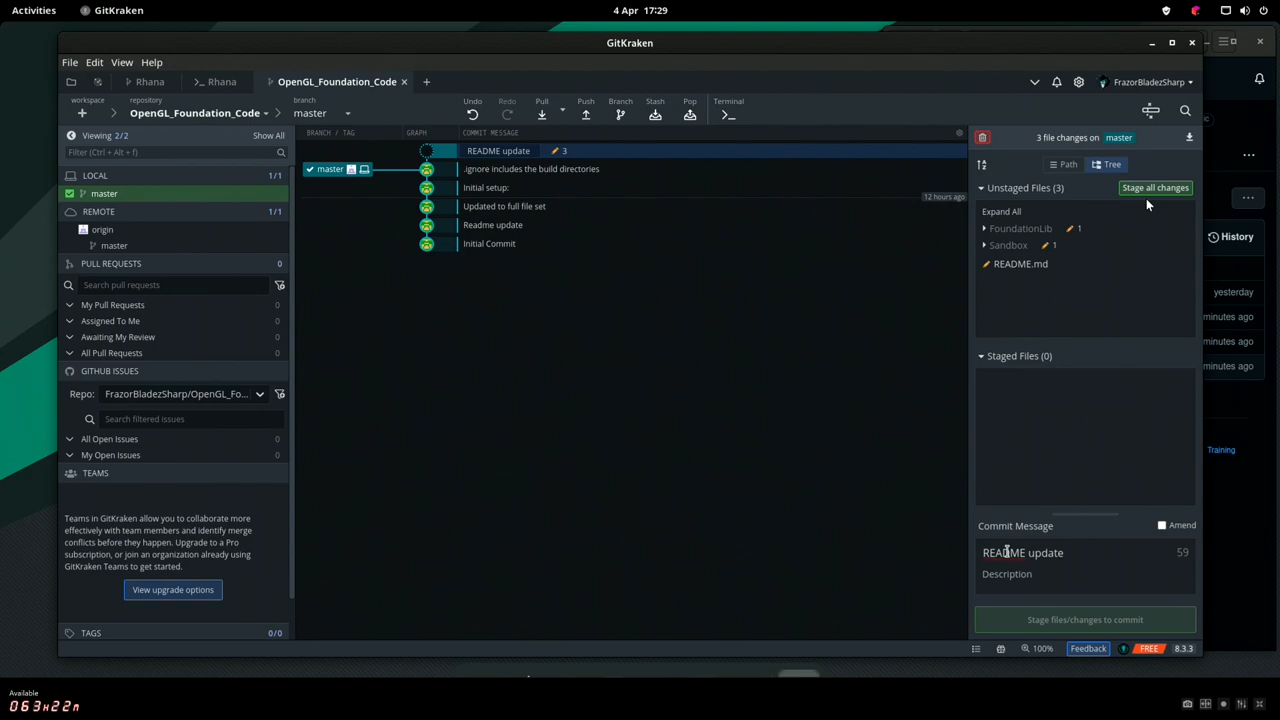 Activities GitKraken 4 Apr 17:29
GitKraken
File Edit View Help
Rhana Rhana OpenGL_Foundation_Code FrazorBladezSharp
workspace repository branch Undo Redo Pull Push Branch Stash Pop Terminal
OpenGL_Foundation_Code master
Viewing 2/2 Show All
Filter (Ctrl + Alt + f)
LOCAL 1/1
master
REMOTE 1/1
origin
master
PULL REQUESTS 0
Search pull requests
My Pull Requests 0
Assigned To Me 0
Awaiting My Review 0
All Pull Requests 0
GITHUB ISSUES
Repo: FrazorBladezSharp/OpenGL_Fo...
Search filtered issues
All Open Issues 0
My Open Issues 0
TEAMS
Teams in GitKraken allow you to collaborate more
effectively with team members and identify merge
conflicts before they happen. Upgrade to a Pro
subscription, or join an organization already using
GitKraken Teams to get started.
View upgrade options
TAGS 0/0
BRANCH / TAG GRAPH COMMIT MESSAGE
README update 3
master .ignore includes the build directories
Initial setup:
12 hours ago
Updated to full file set
Readme update
Initial Commit
3 file changes on master
Path Tree
Unstaged Files (3) Stage all changes
Expand All
FoundationLib 1
Sandbox 1
README.md
Staged Files (0)
Commit Message Amend
README update 59
Description
Stage files/changes to commit
100% Feedback FREE 8.3.3
History
yesterday
minutes ago
minutes ago
minutes ago
Training
Available
063H22m